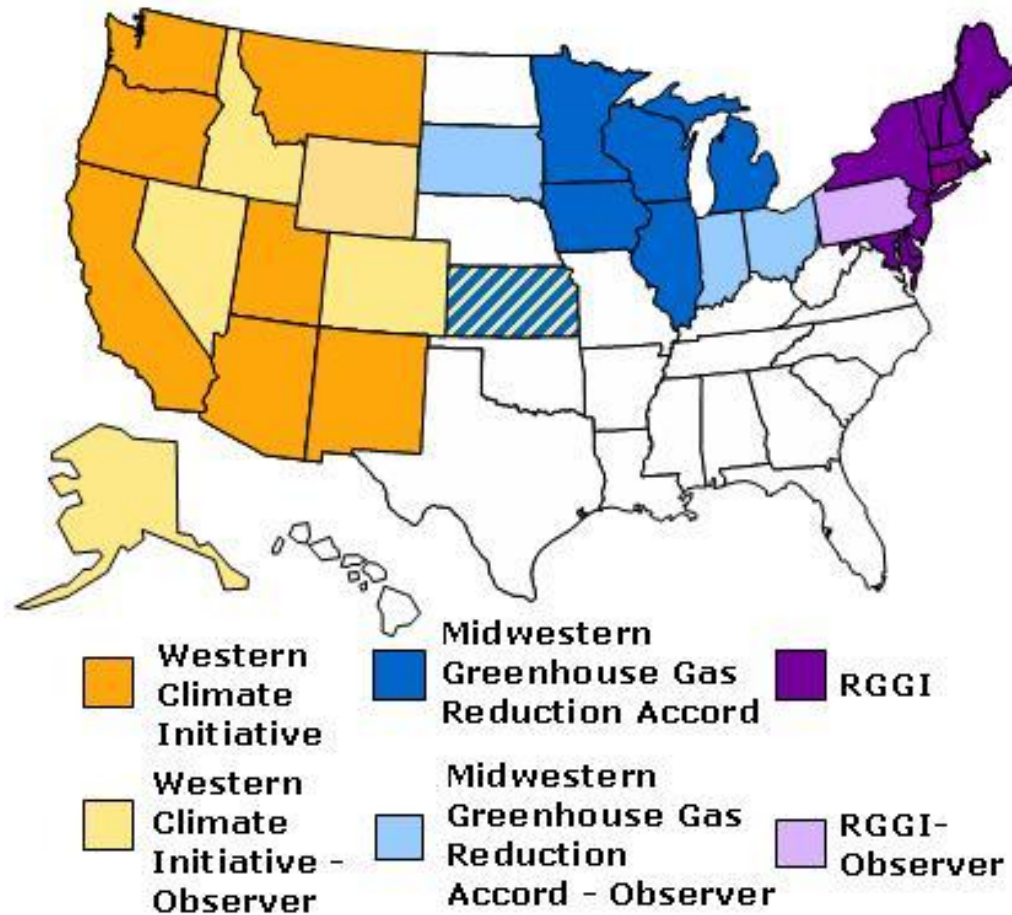 Western
Climate
Initiative
Midwestern
Greenhouse Gas
Reduction Accord
RGGI
Western
Climate
Initiative -
Observer
Midwestern
Greenhouse Gas
Reduction
Accord - Observer
RGGI-
Observer